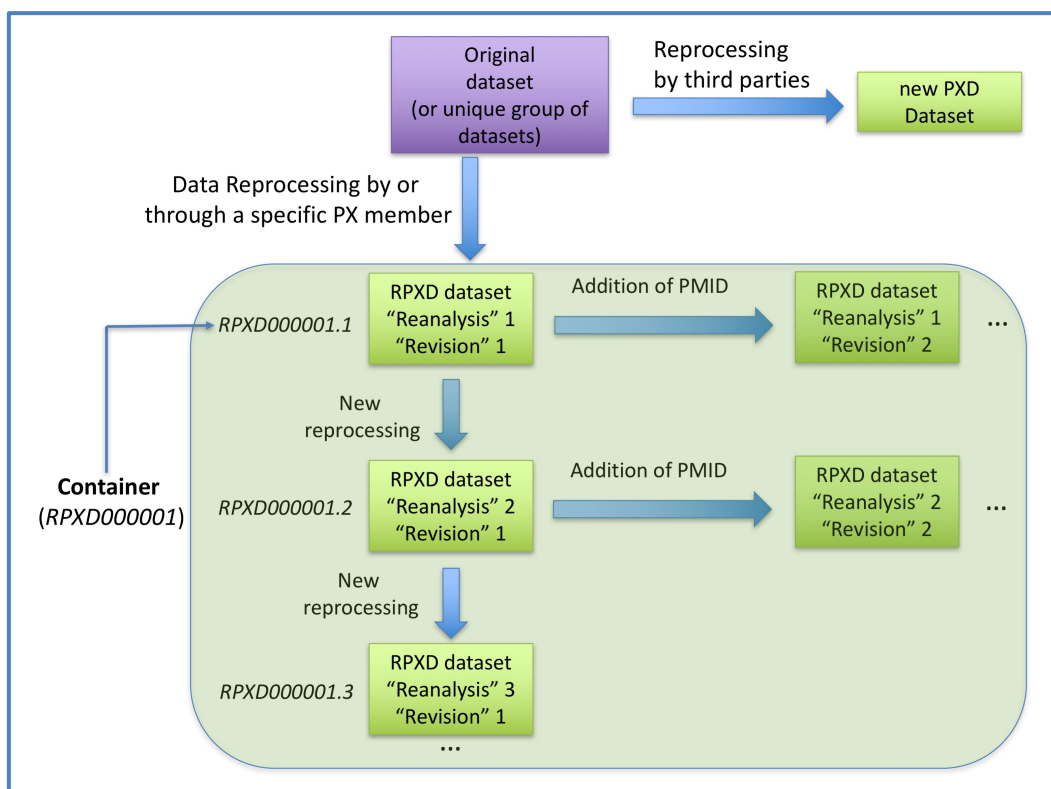 Original
dataset
(or unique group of
datasets)
Reprocessing
by third parties
new PXD
Dataset
Data Reprocessing by or
through a specific PX member
RPXD000001.1
RPXD dataset
“Reanalysis” 1
“Revision” 1
Addition of PMID
RPXD dataset
“Reanalysis” 1
“Revision” 2
...
New
reprocessing
Container
(RPXD000001)
RPXD000001.2
RPXD dataset
“Reanalysis” 2
“Revision” 1
Addition of PMID
RPXD dataset
“Reanalysis” 2
“Revision” 2
...
New
reprocessing
RPXD000001.3
RPXD dataset
“Reanalysis” 3
“Revision” 1
...